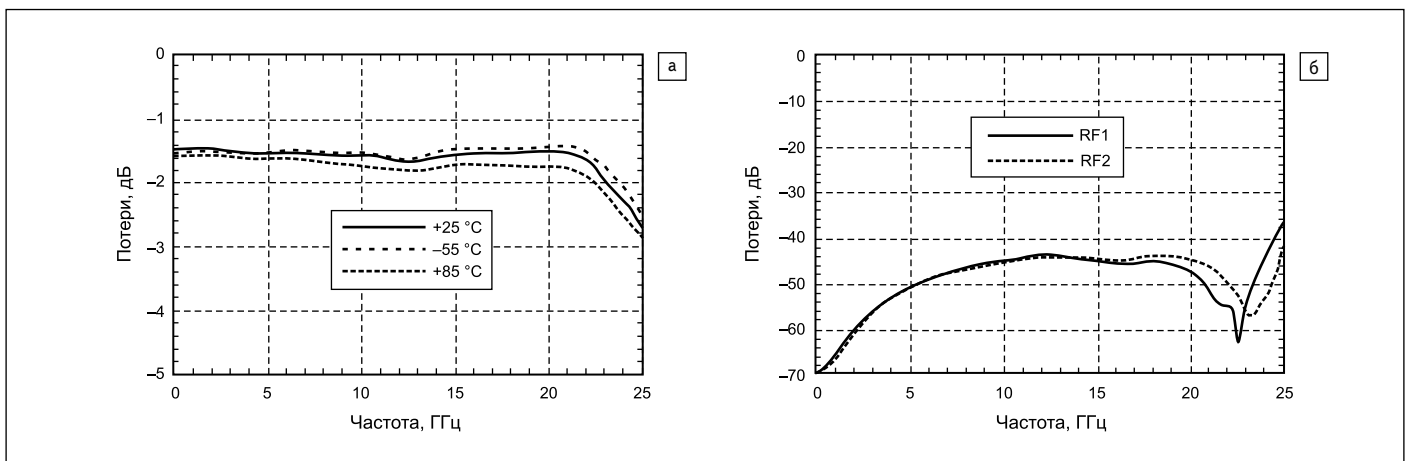 а
Потери, дБ
0
–1
–2
–3
–4
–5
+25 °C
–55 °C
+85 °C
0
5
10
15
20
25
Частота, ГГц
б
Потери, дБ
0
–10
–20
–30
–40
–50
–60
–70
RF1
RF2
0
5
10
15
20
25
Частота, ГГц